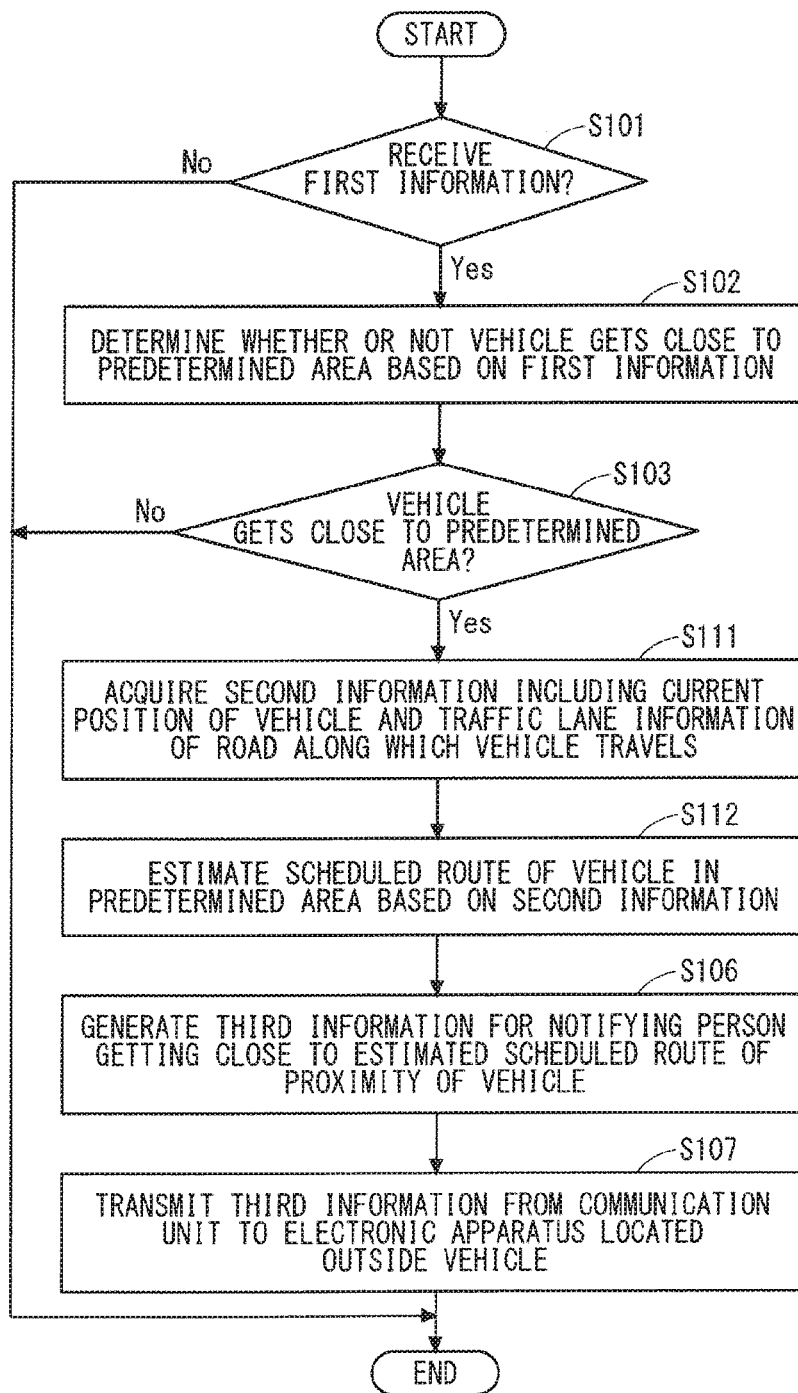 START
S101
RECEIVE
FIRST INFORMATION?
No
Yes
S102
DETERMINE WHETHER OR NOT VEHICLE GETS CLOSE TO
PREDETERMINED AREA BASED ON FIRST INFORMATION
S103
VEHICLE
GETS CLOSE TO PREDETERMINED
AREA?
No
Yes
S111
ACQUIRE SECOND INFORMATION INCLUDING CURRENT
POSITION OF VEHICLE AND TRAFFIC LANE INFORMATION
OF ROAD ALONG WHICH VEHICLE TRAVELS
S112
ESTIMATE SCHEDULED ROUTE OF VEHICLE IN
PREDETERMINED AREA BASED ON SECOND INFORMATION
S106
GENERATE THIRD INFORMATION FOR NOTIFYING PERSON
GETTING CLOSE TO ESTIMATED SCHEDULED ROUTE OF
PROXIMITY OF VEHICLE
S107
TRANSMIT THIRD INFORMATION FROM COMMUNICATION
UNIT TO ELECTRONIC APPARATUS LOCATED
OUTSIDE VEHICLE
END